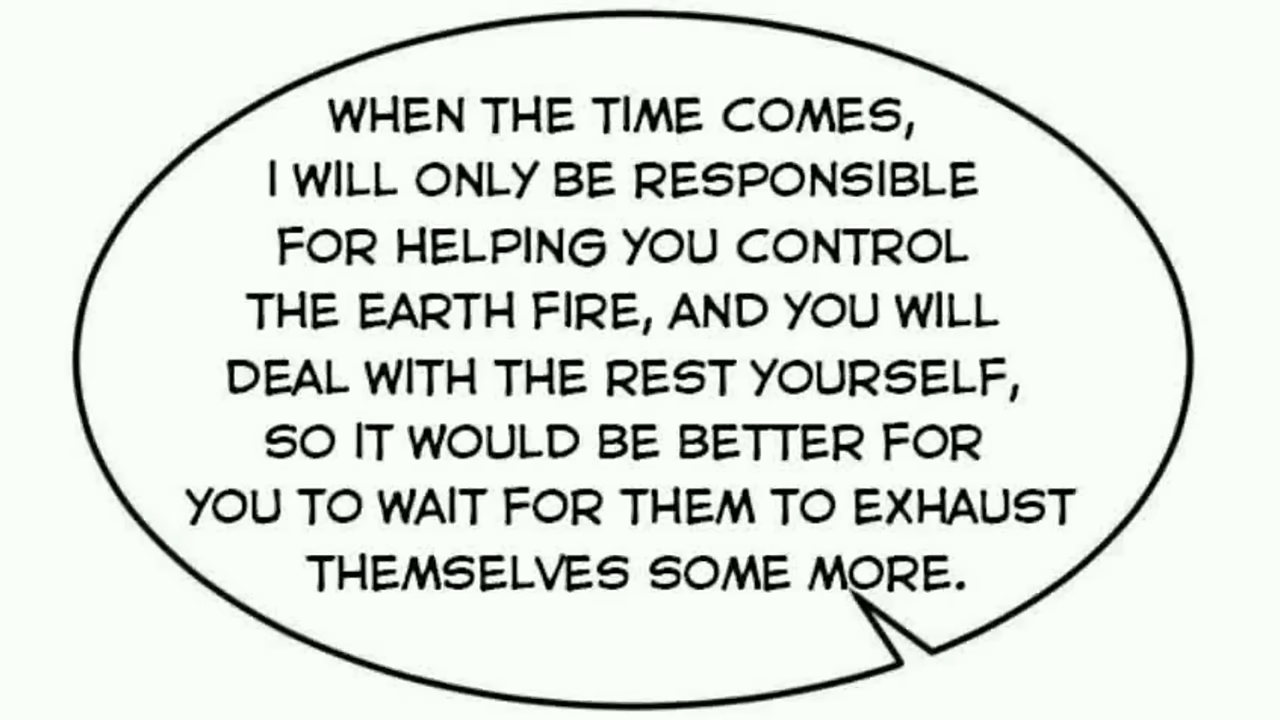 WHEN THE TIME COMES,
I WILL ONLY BE RESPONSIBLE
FOR HELPING YOU CONTROL
THE EARTH FIRE, AND YOU WILL
DEAL WITH THE REST YOURSELF,
SO IT WOULD BE BETTER FOR
YOU TO WAIT FOR THEM TO EXHAUST
THEMSELVES SOME MORE.